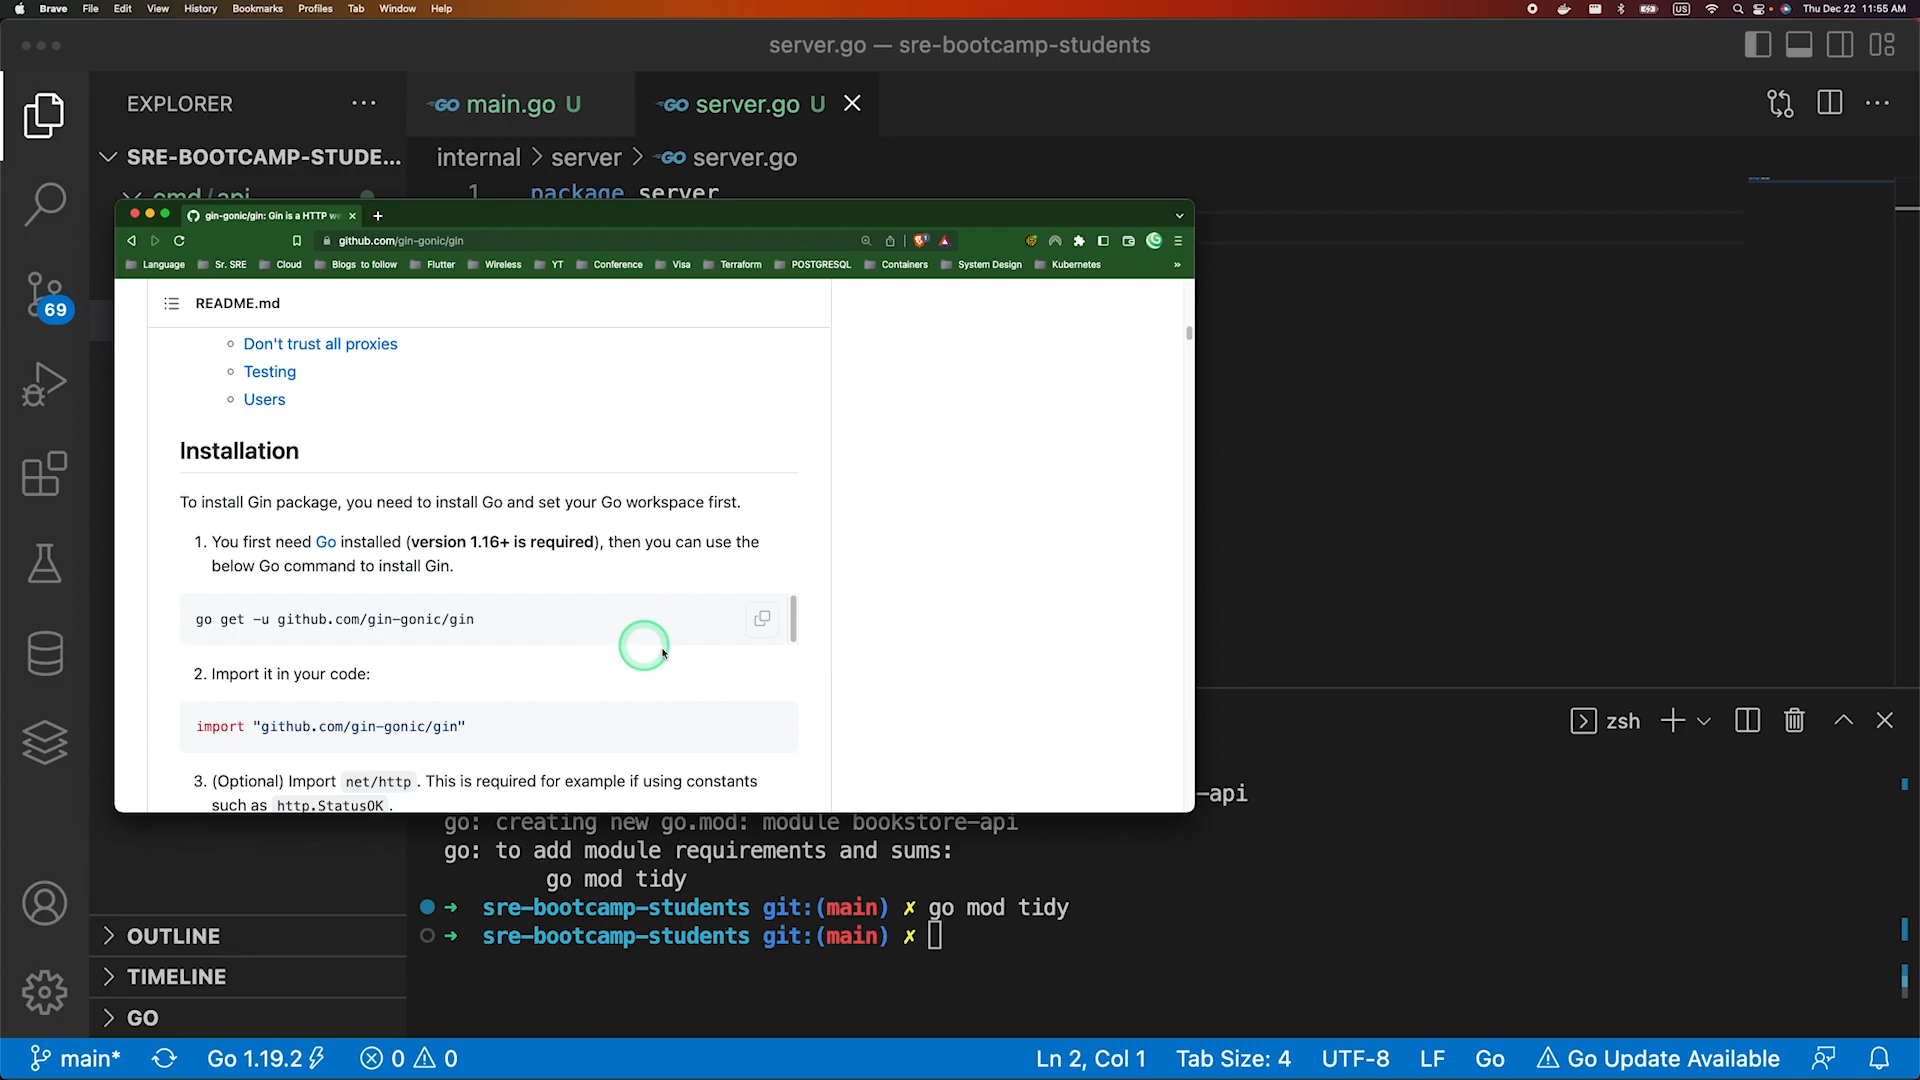 Brave File Edit View History Bookmarks Profiles Tab Window Help
US Thu Dec 22 11:55 AM
server.go — sre-bootcamp-students
EXPLORER
main.go U
server.go U
SRE-BOOTCAMP-STUDE...
internal > server > server.go
cmd/api
1 package server
gin-gonic/gin: Gin is a HTTP we
github.com/gin-gonic/gin
Language Sr. SRE Cloud Blogs to follow Flutter Wireless YT Conference Visa Terraform POSTGRESQL Containers System Design Kubernetes »
README.md
Don't trust all proxies
Testing
Users
69
Installation
To install Gin package, you need to install Go and set your Go workspace first.
1. You first need Go installed (version 1.16+ is required), then you can use the
below Go command to install Gin.
go get -u github.com/gin-gonic/gin
2. Import it in your code:
import "github.com/gin-gonic/gin"
3. (Optional) Import net/http. This is required for example if using constants
such as http.StatusOK.
zsh
-api
go: creating new go.mod: module bookstore-api
go: to add module requirements and sums:
go mod tidy
sre-bootcamp-students git:(main) ✗ go mod tidy
sre-bootcamp-students git:(main) ✗
OUTLINE
TIMELINE
GO
main* Go 1.19.2 0 0 Ln 2, Col 1 Tab Size: 4 UTF-8 LF Go Go Update Available